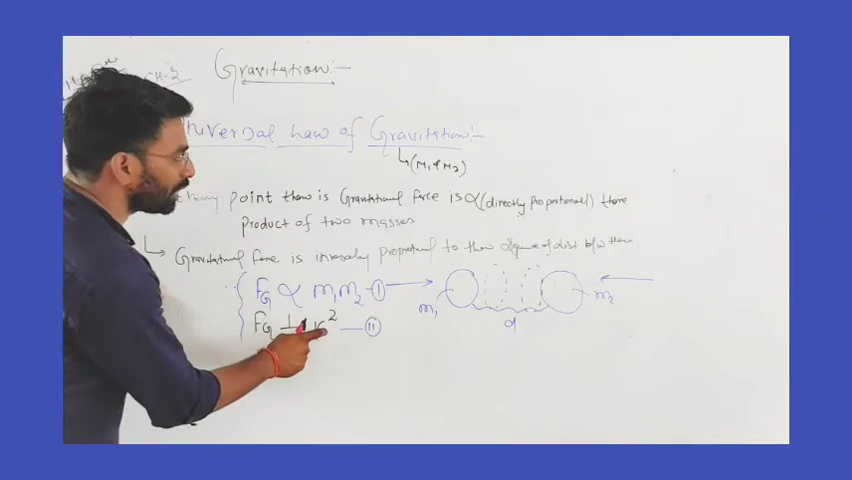 CH-3
Gravitation:-
Universal Law of Gravitation:-
(M1 & M2)
point there is Gravitational force is α (directly Proportional) there
product of two masses
Gravitational force is inversely proportional to the Square of dist b/w them
FG α m1m2 — I
m1 d m2
FG r2 — II